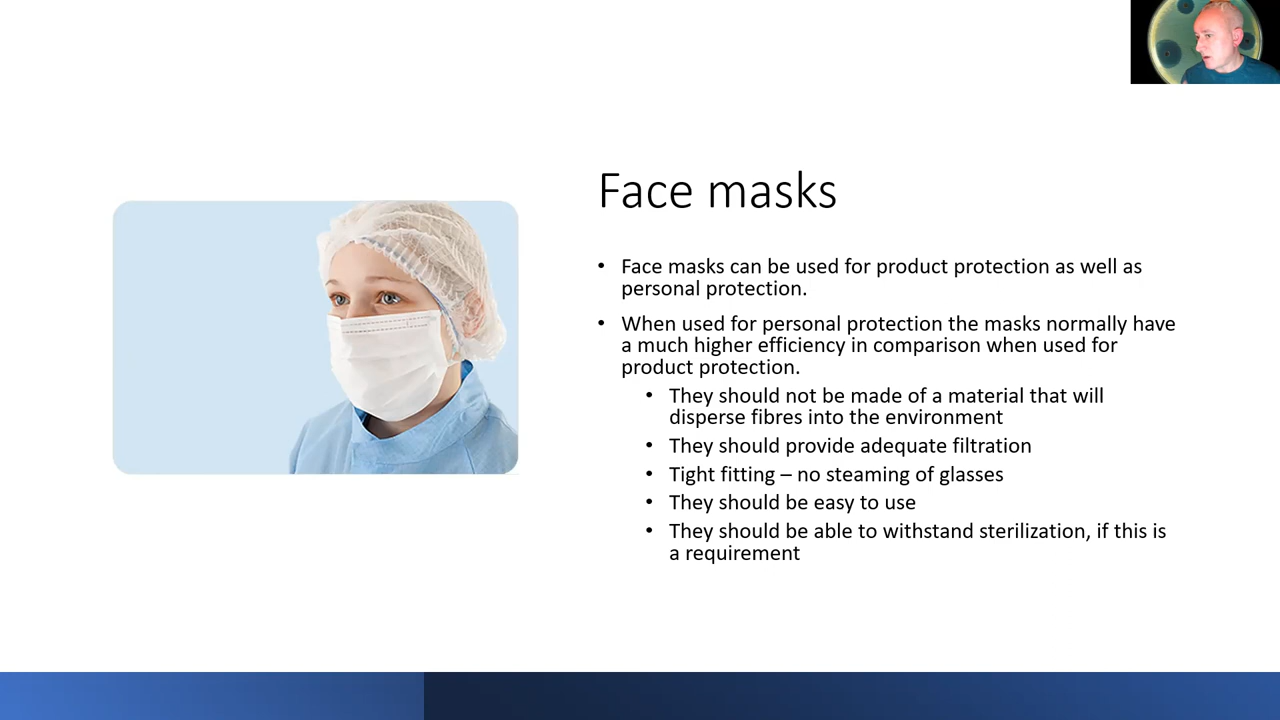 Face masks
• Face masks can be used for product protection as well as
personal protection.
• When used for personal protection the masks normally have
a much higher efficiency in comparison when used for
product protection.
• They should not be made of a material that will
disperse fibres into the environment
• They should provide adequate filtration
• Tight fitting – no steaming of glasses
• They should be easy to use
• They should be able to withstand sterilization, if this is
a requirement